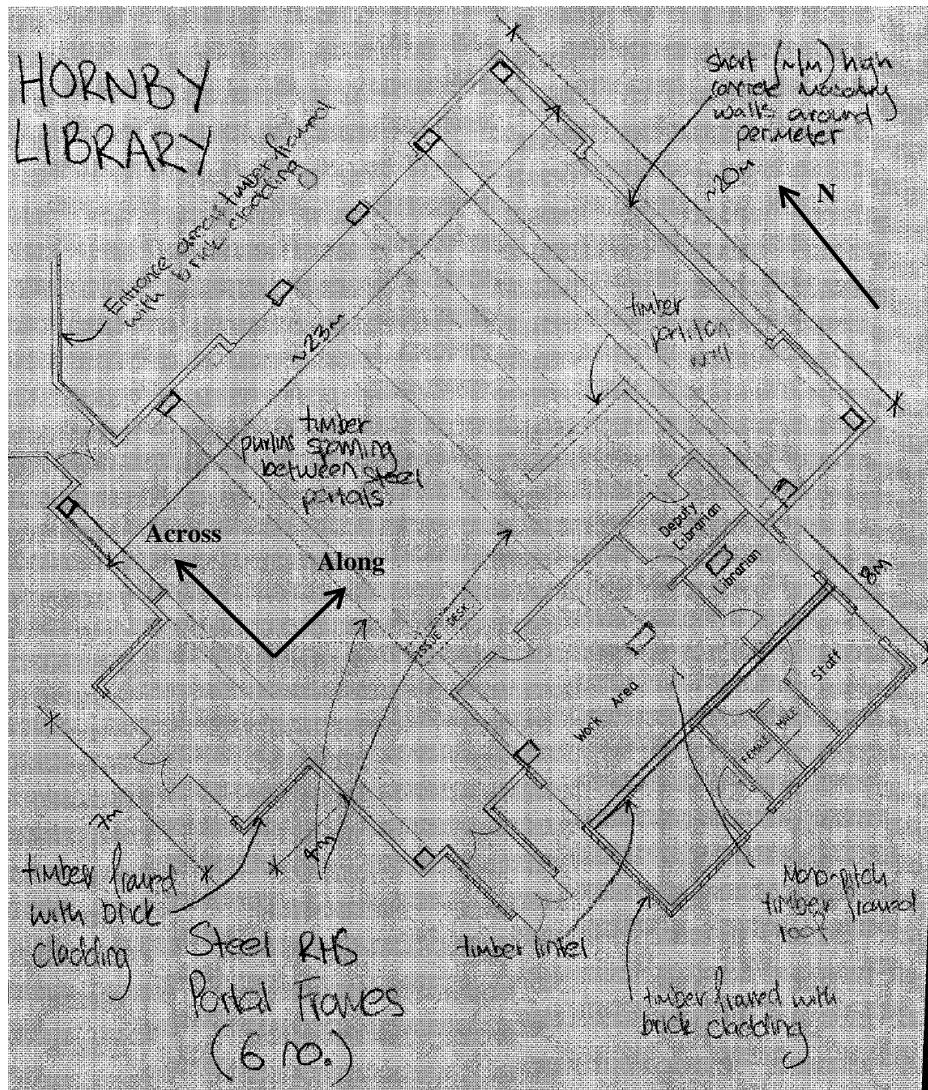 HORNBY
LIBRARY
short (~1m) high
concrete masonry
walls around
perimeter
~20m
N
Entrance annex timber framed
with brick cladding
~23m
timber
partition
wall
timber
purlins spanning
between steel
portals
Across
Along
Deputy
Librarian
Librarian
8m
ISSUE DESK
Work Area
Staff
MALE
FEMALE
7m
4m
timber framed
with brick
cladding
Steel RHS
Portal Frames
(6 no.)
timber lintel
Mono-pitch
timber framed
roof
timber framed with
brick cladding